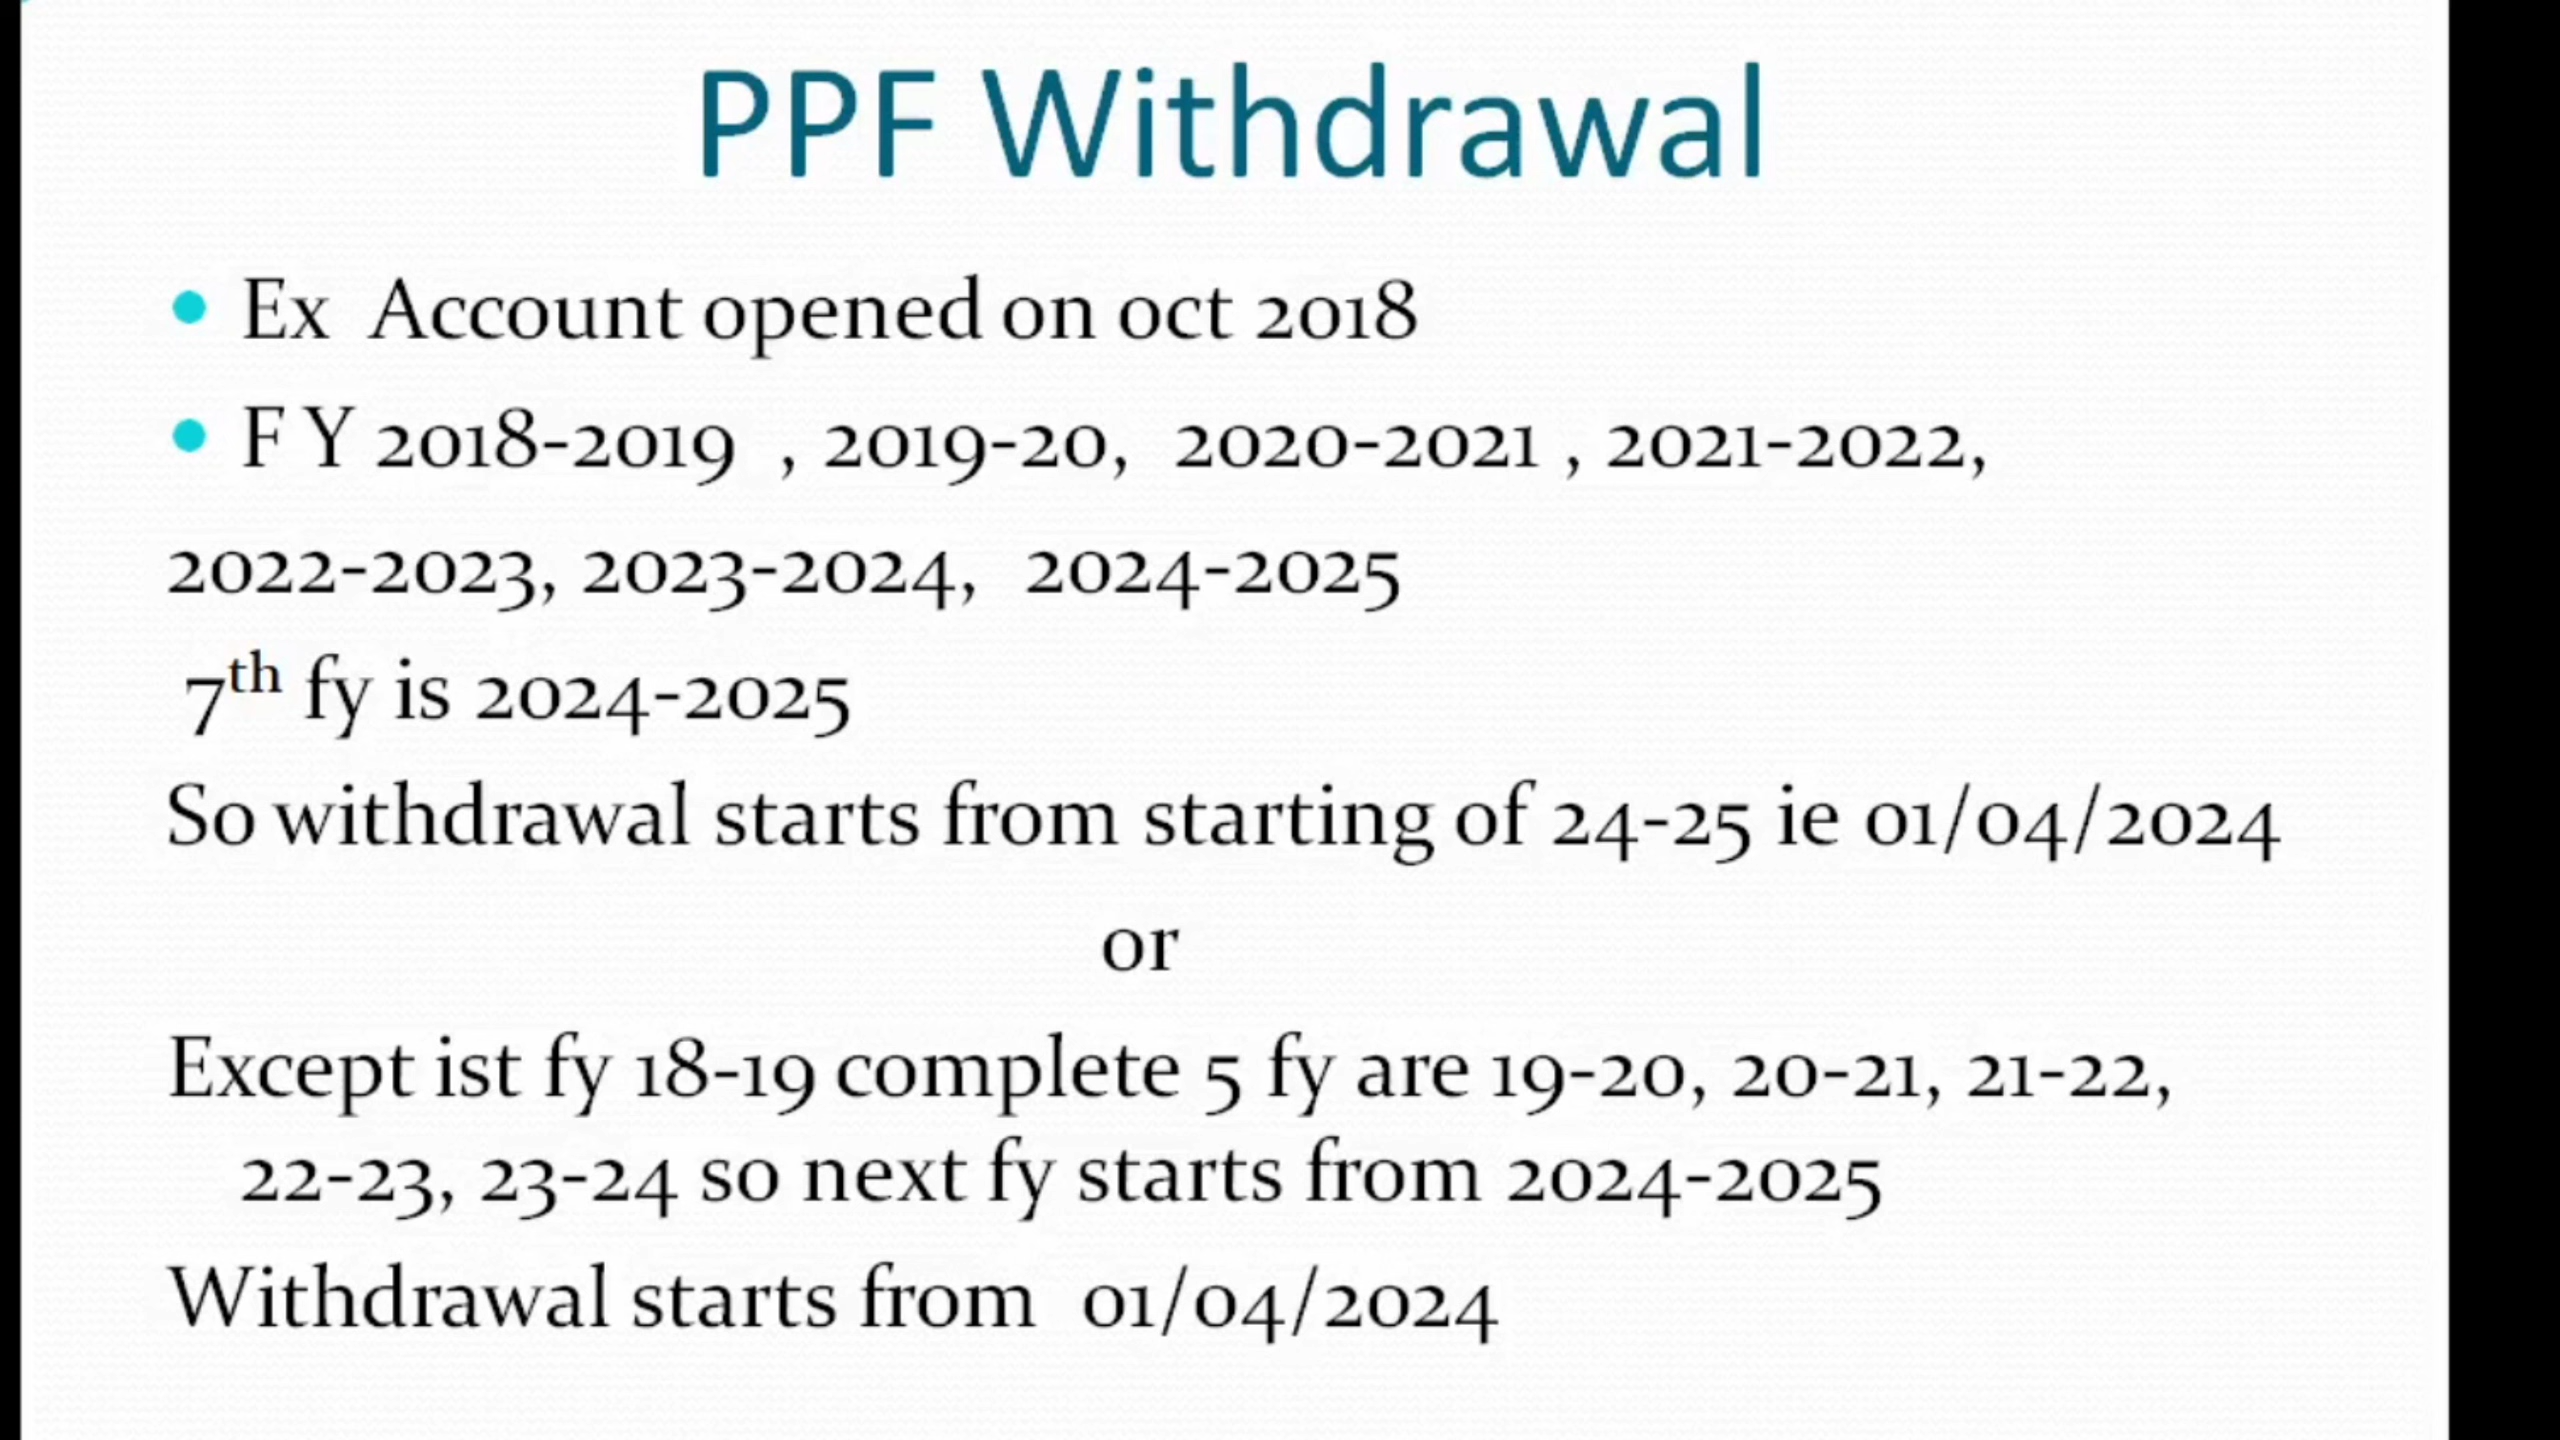 PPF Withdrawal
Ex Account opened on oct 2018
F Y 2018-2019 , 2019-20, 2020-2021 , 2021-2022,
2022-2023, 2023-2024, 2024-2025
7th fy is 2024-2025
So withdrawal starts from starting of 24-25 ie 01/04/2024
or
Except ist fy 18-19 complete 5 fy are 19-20, 20-21, 21-22,
22-23, 23-24 so next fy starts from 2024-2025
Withdrawal starts from 01/04/2024